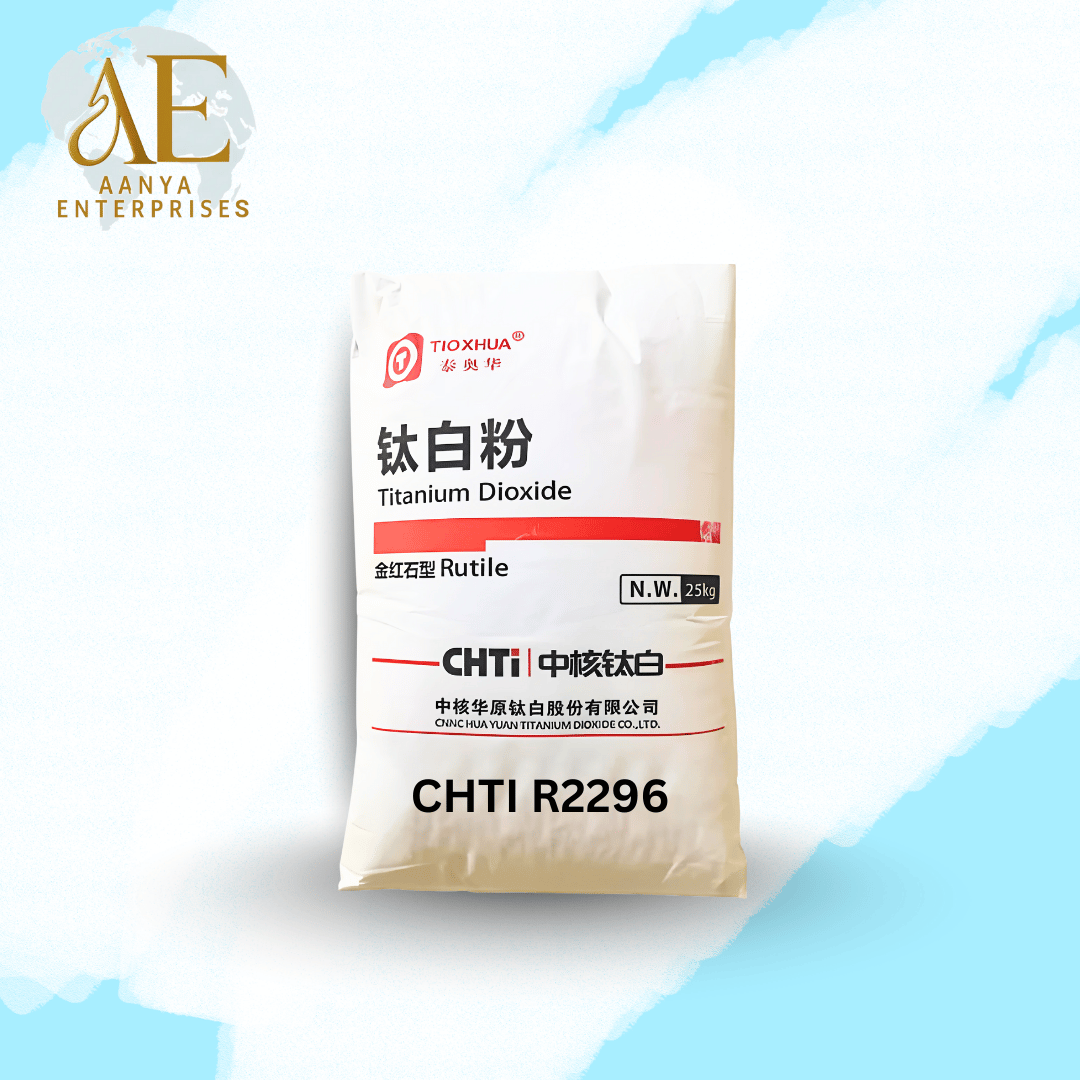 AE
AANYA
ENTERPRISES
TIOXHUA®
泰奥华
钛白粉
Titanium Dioxide
金红石型 Rutile
N.W. 25kg
CHTi 中核钛白
中核华原钛白股份有限公司
CNNC HUA YUAN TITANIUM DIOXIDE CO.,LTD.
CHTI R2296